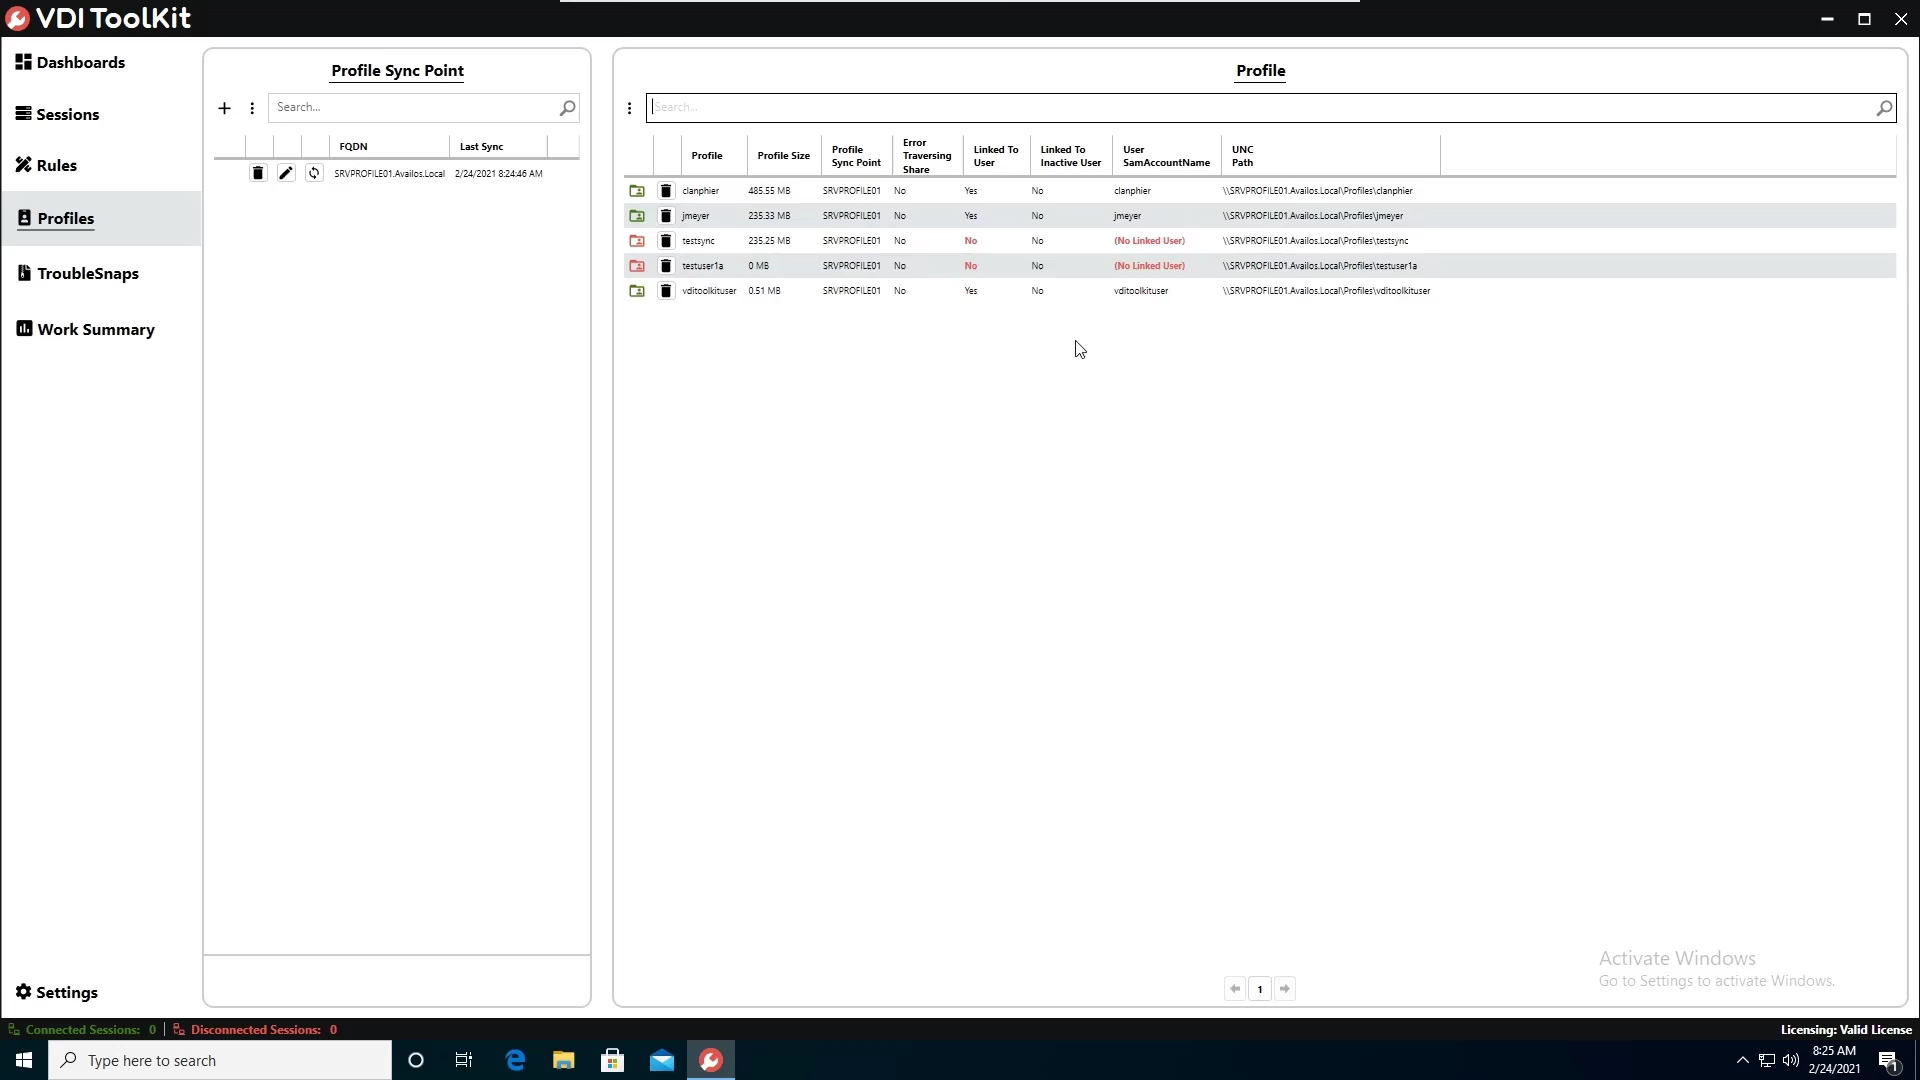 VDI ToolKit
Dashboards
Sessions
Rules
Profiles
TroubleSnaps
Work Summary
Settings
Profile Sync Point
Search...
FQDN Last Sync
SRVPROFILE01.Availos.Local 2/24/2021 8:24:46 AM
Profile
Search...
Profile Profile Size Profile Sync Point Error Traversing Share Linked To User Linked To Inactive User User SamAccountName UNC Path
clanphier 485.55 MB SRVPROFILE01 No Yes No clanphier \\SRVPROFILE01.Availos.Local\Profiles\clanphier
jmeyer 235.33 MB SRVPROFILE01 No Yes No jmeyer \\SRVPROFILE01.Availos.Local\Profiles\jmeyer
testsync 235.25 MB SRVPROFILE01 No No No (No Linked User) \\SRVPROFILE01.Availos.Local\Profiles\testsync
testuser1a 0 MB SRVPROFILE01 No No No (No Linked User) \\SRVPROFILE01.Availos.Local\Profiles\testuser1a
vditoolkituser 0.51 MB SRVPROFILE01 No Yes No vditoolkituser \\SRVPROFILE01.Availos.Local\Profiles\vditoolkituser
1
Activate Windows
Go to Settings to activate Windows.
Connected Sessions: 0 Disconnected Sessions: 0 Licensing: Valid License
Type here to search
8:25 AM
2/24/2021
1